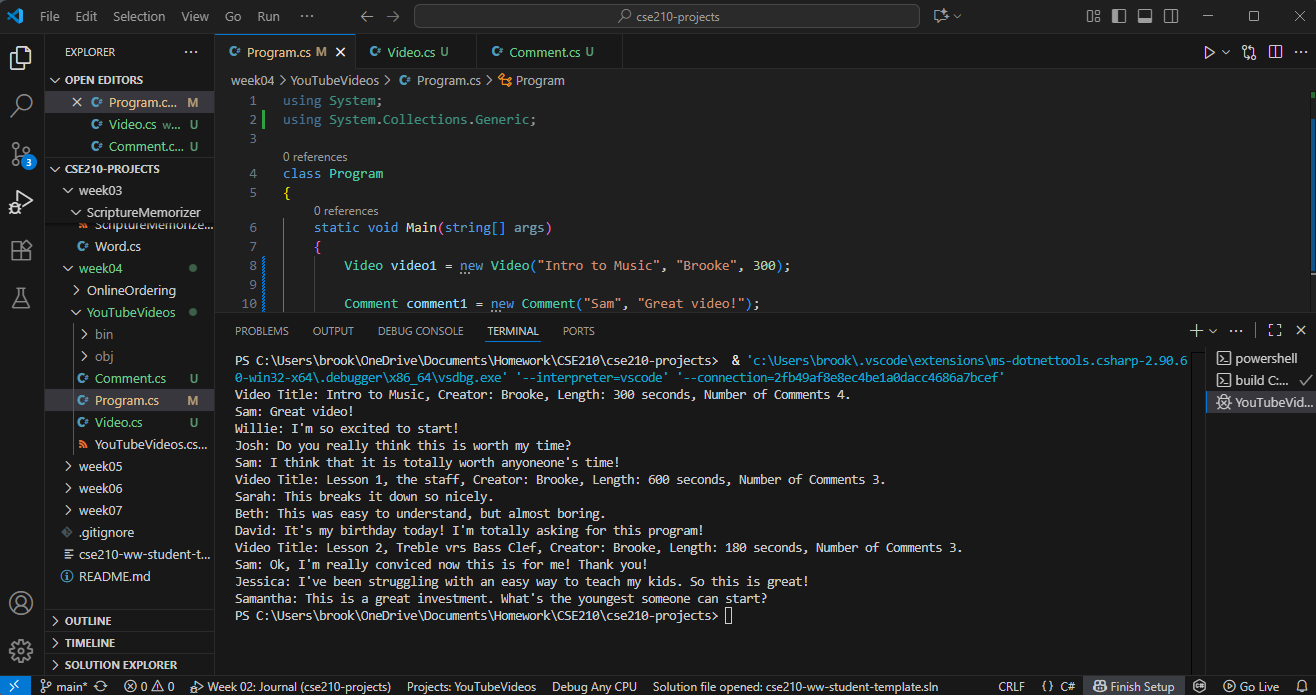 File Edit Selection View Go Run ··· cse210-projects
EXPLORER ···
OPEN EDITORS
Program.c... M
Video.cs w... U
Comment.c... U
CSE210-PROJECTS
week03
ScriptureMemorizer
ScriptureMemorize...
Word.cs
week04
OnlineOrdering
YouTubeVideos
bin
obj
Comment.cs U
Program.cs M
Video.cs U
YouTubeVideos.cs...
week05
week06
week07
.gitignore
cse210-ww-student-t...
README.md
OUTLINE
TIMELINE
SOLUTION EXPLORER
3
Program.cs M Video.cs U Comment.cs U
week04 > YouTubeVideos > Program.cs > Program
1 using System;
2 using System.Collections.Generic;
3
0 references
4 class Program
5 {
0 references
6 static void Main(string[] args)
7 {
8 Video video1 = new Video("Intro to Music", "Brooke", 300);
9
10 Comment comment1 = new Comment("Sam", "Great video!");
PROBLEMS OUTPUT DEBUG CONSOLE TERMINAL PORTS
PS C:\Users\brook\OneDrive\Documents\Homework\CSE210\cse210-projects> & 'c:\Users\brook\.vscode\extensions\ms-dotnettools.csharp-2.90.6
0-win32-x64\.debugger\x86_64\vsdbg.exe' '--interpreter=vscode' '--connection=2fb49af8e8ec4be1a0dacc4686a7bcef'
Video Title: Intro to Music, Creator: Brooke, Length: 300 seconds, Number of Comments 4.
Sam: Great video!
Willie: I'm so excited to start!
Josh: Do you really think this is worth my time?
Sam: I think that it is totally worth anyoneone's time!
Video Title: Lesson 1, the staff, Creator: Brooke, Length: 600 seconds, Number of Comments 3.
Sarah: This breaks it down so nicely.
Beth: This was easy to understand, but almost boring.
David: It's my birthday today! I'm totally asking for this program!
Video Title: Lesson 2, Treble vrs Bass Clef, Creator: Brooke, Length: 180 seconds, Number of Comments 3.
Sam: Ok, I'm really conviced now this is for me! Thank you!
Jessica: I've been struggling with an easy way to teach my kids. So this is great!
Samantha: This is a great investment. What's the youngest someone can start?
PS C:\Users\brook\OneDrive\Documents\Homework\CSE210\cse210-projects>
powershell
build C:...
YouTubeVid...
main* 0 0 Week 02: Journal (cse210-projects) Projects: YouTubeVideos Debug Any CPU Solution file opened: cse210-ww-student-template.sln CRLF {} C# Finish Setup Go Live